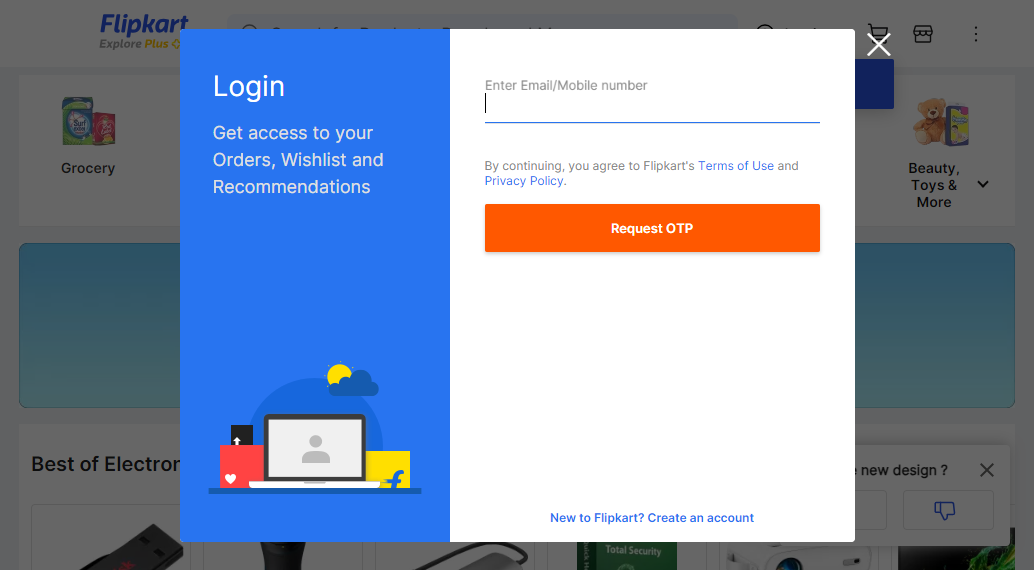 Flipkart
Explore Plus
Login
Get access to your
Orders, Wishlist and
Recommendations
Enter Email/Mobile number
By continuing, you agree to Flipkart's Terms of Use and
Privacy Policy.
Request OTP
New to Flipkart? Create an account
Grocery
Beauty,
Toys &
More
Best of Electron
new design ?
Total Security